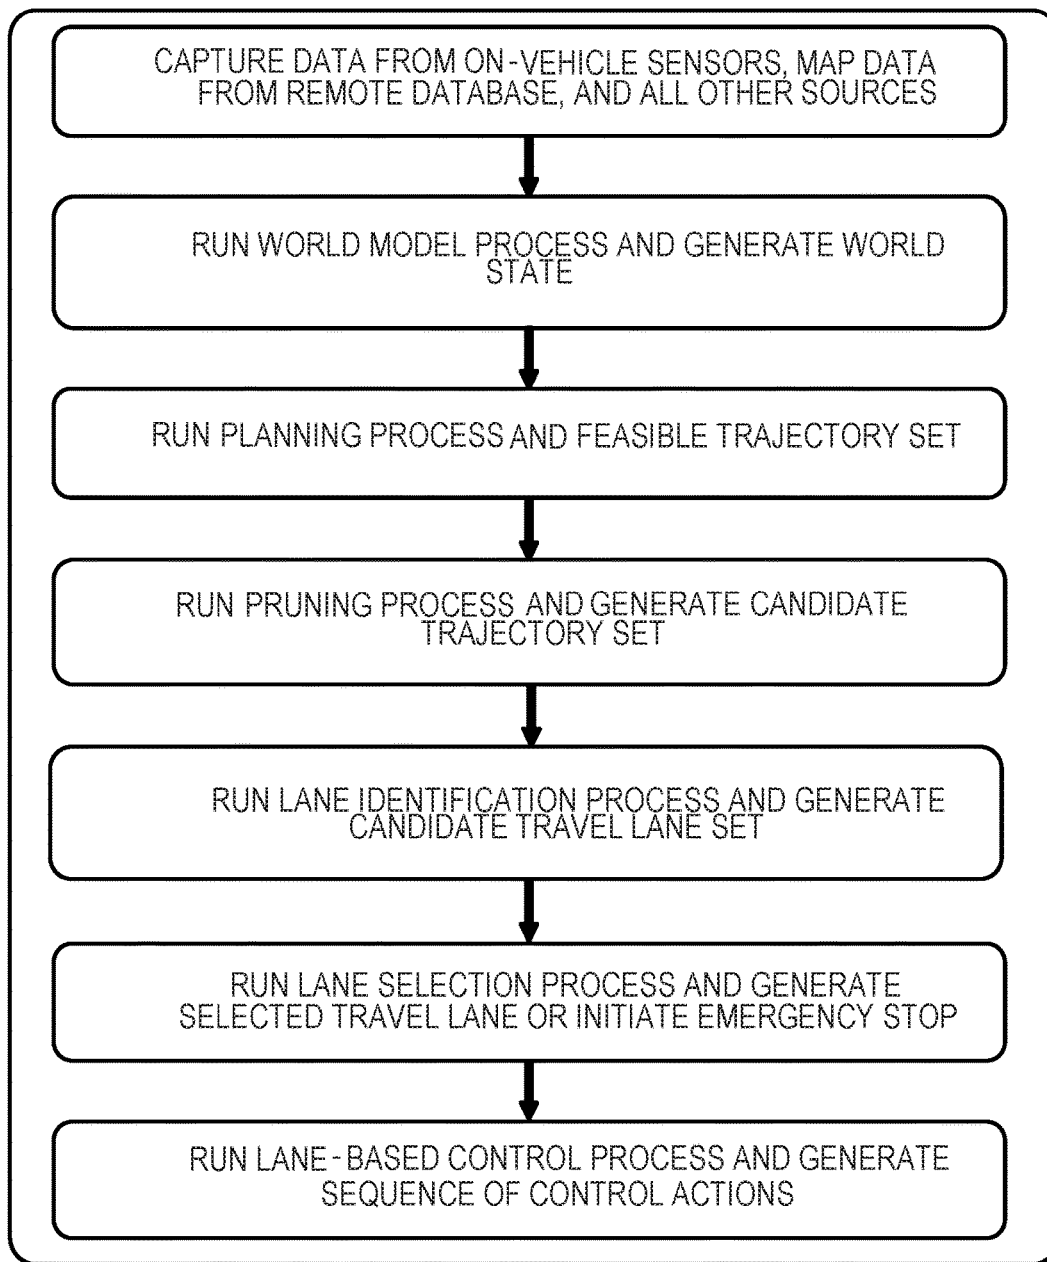 CAPTURE DATA FROM ON-VEHICLE SENSORS, MAP DATA
FROM REMOTE DATABASE, AND ALL OTHER SOURCES
RUN WORLD MODEL PROCESS AND GENERATE WORLD
STATE
RUN PLANNING PROCESS AND FEASIBLE TRAJECTORY SET
RUN PRUNING PROCESS AND GENERATE CANDIDATE
TRAJECTORY SET
RUN LANE IDENTIFICATION PROCESS AND GENERATE
CANDIDATE TRAVEL LANE SET
RUN LANE SELECTION PROCESS AND GENERATE
SELECTED TRAVEL LANE OR INITIATE EMERGENCY STOP
RUN LANE-BASED CONTROL PROCESS AND GENERATE
SEQUENCE OF CONTROL ACTIONS